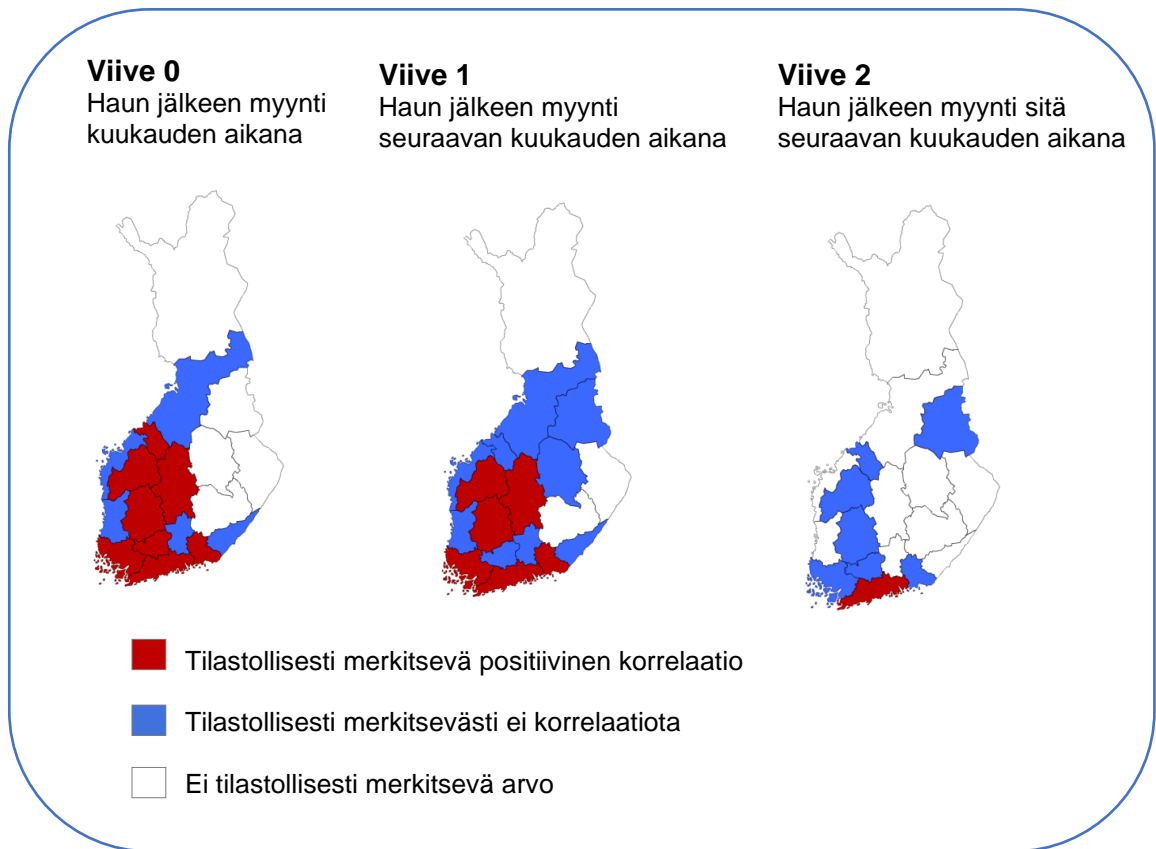 Viive 0
Haun jälkeen myynti
kuukauden aikana
Viive 1
Haun jälkeen myynti
seuraavan kuukauden aikana
Viive 2
Haun jälkeen myynti sitä
seuraavan kuukauden aikana
Tilastollisesti merkitsevä positiivinen korrelaatio
Tilastollisesti merkitsevästi ei korrelaatiota
Ei tilastollisesti merkitsevä arvo